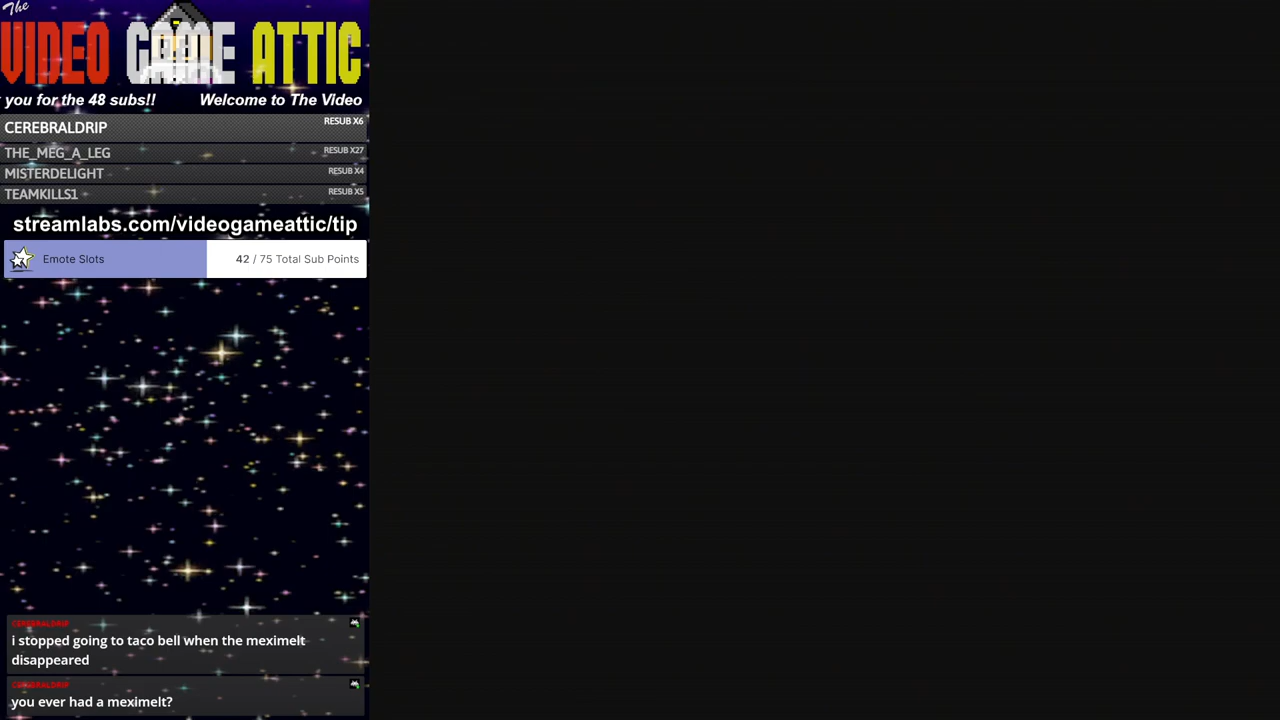 The
VIDEO GAME ATTIC
you for the 48 subs!! Welcome to The Video
CEREBRALDRIP RESUB X6
THE_MEG_A_LEG RESUB X27
MISTERDELIGHT RESUB X4
TEAMKILLS1 RESUB X5
streamlabs.com/videogameattic/tip
Emote Slots 42 / 75 Total Sub Points
CEREBRALDRIP
i stopped going to taco bell when the meximelt
disappeared
CEREBRALDRIP
you ever had a meximelt?